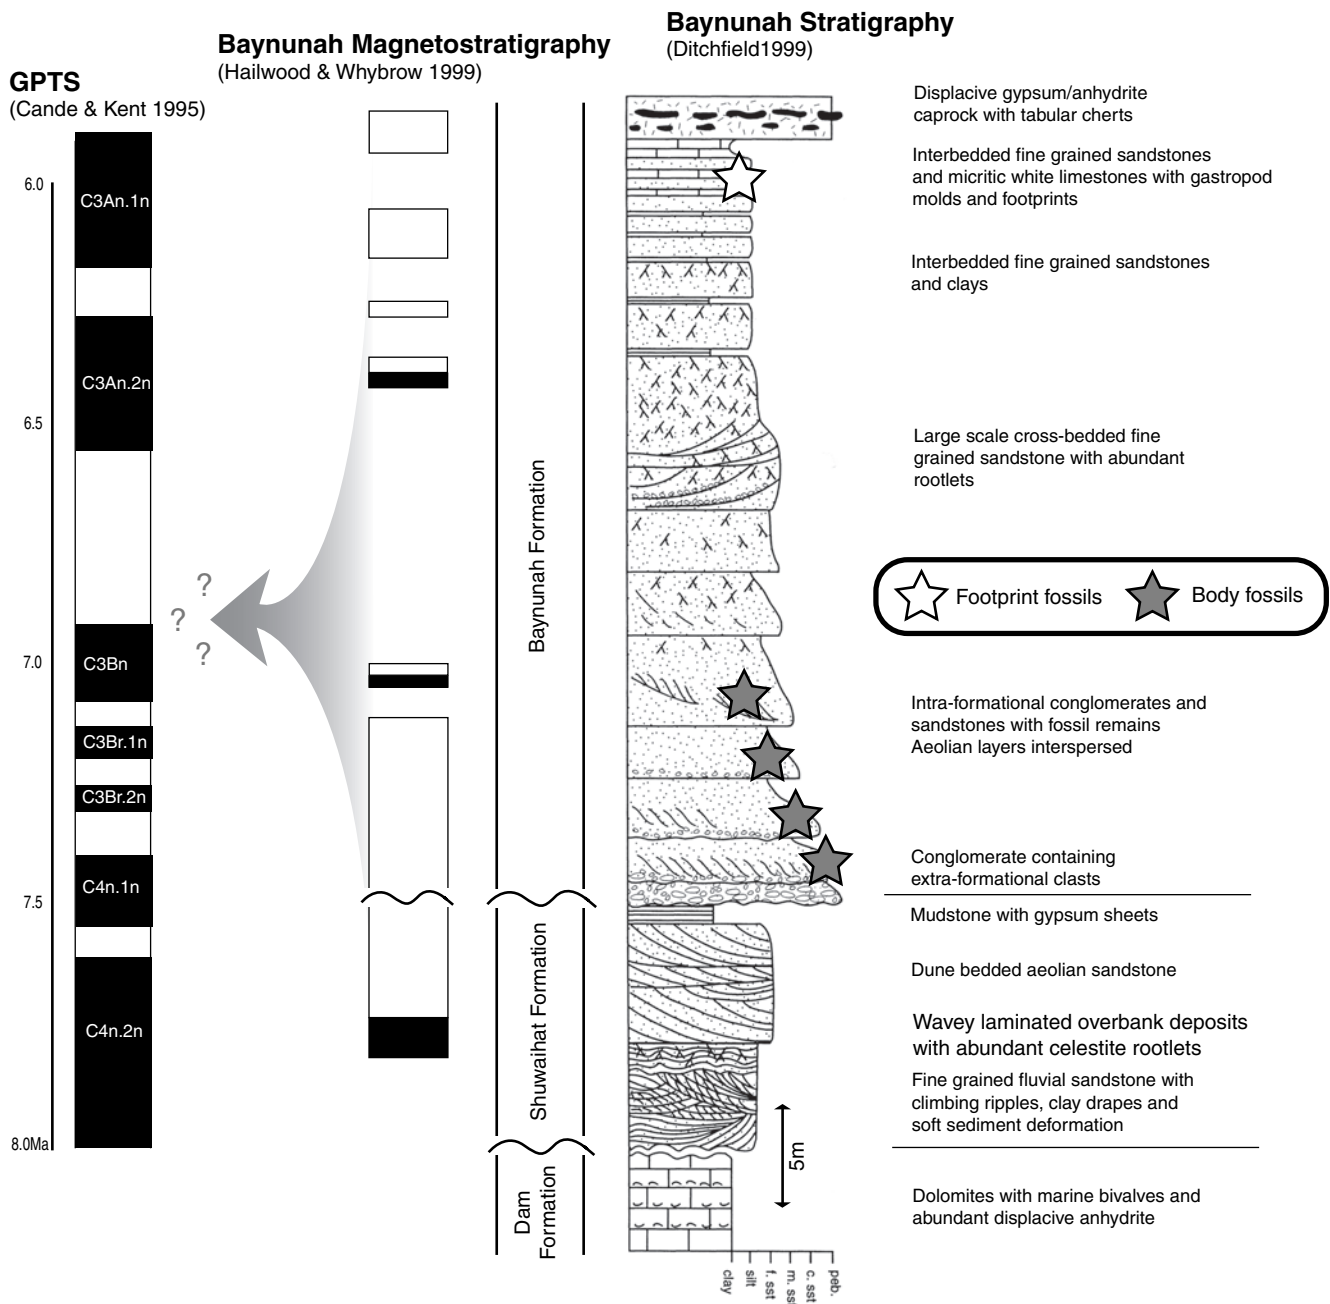 Baynunah Stratigraphy
(Ditchfield1999)
Baynunah Magnetostratigraphy
(Hailwood & Whybrow 1999)
GPTS
(Cande & Kent 1995)
6.0
6.5
7.0
7.5
8.0Ma
C3An.1n
C3An.2n
C3Bn
C3Br.1n
C3Br.2n
C4n.1n
C4n.2n
?
?
?
Baynunah Formation
Shuwaihat Formation
Dam
Formation
Displacive gypsum/anhydrite
caprock with tabular cherts
Interbedded fine grained sandstones
and micritic white limestones with gastropod
molds and footprints
Interbedded fine grained sandstones
and clays
Large scale cross-bedded fine
grained sandstone with abundant
rootlets
Footprint fossils
Body fossils
Intra-formational conglomerates and
sandstones with fossil remains
Aeolian layers interspersed
Conglomerate containing
extra-formational clasts
Mudstone with gypsum sheets
Dune bedded aeolian sandstone
Wavey laminated overbank deposits
with abundant celestite rootlets
Fine grained fluvial sandstone with
climbing ripples, clay drapes and
soft sediment deformation
Dolomites with marine bivalves and
abundant displacive anhydrite
5m
clay
silt
f. sst
m. sst
c. sst
peb.